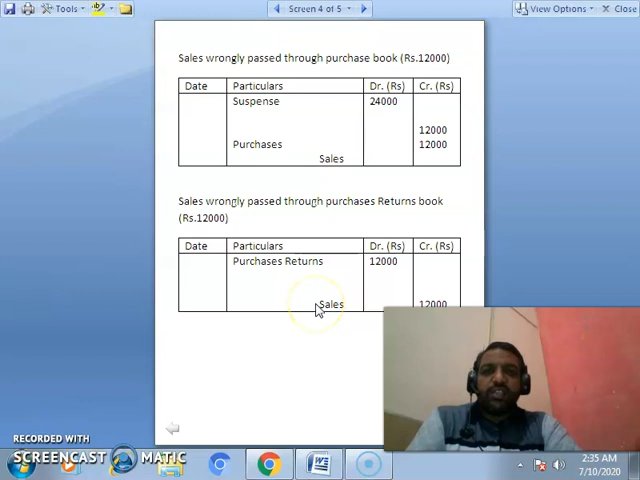 Tools
Screen 4 of 5
View Options
Close
Sales wrongly passed through purchase book (Rs.12000)
Date Particulars Dr. (Rs) Cr. (Rs)
Suspense 24000
12000
Purchases 12000
Sales
Sales wrongly passed through purchases Returns book
(Rs.12000)
Date Particulars Dr. (Rs) Cr. (Rs)
Purchases Returns 12000
Sales 12000
RECORDED WITH
SCREENCAST MATIC
2:35 AM
7/10/2020